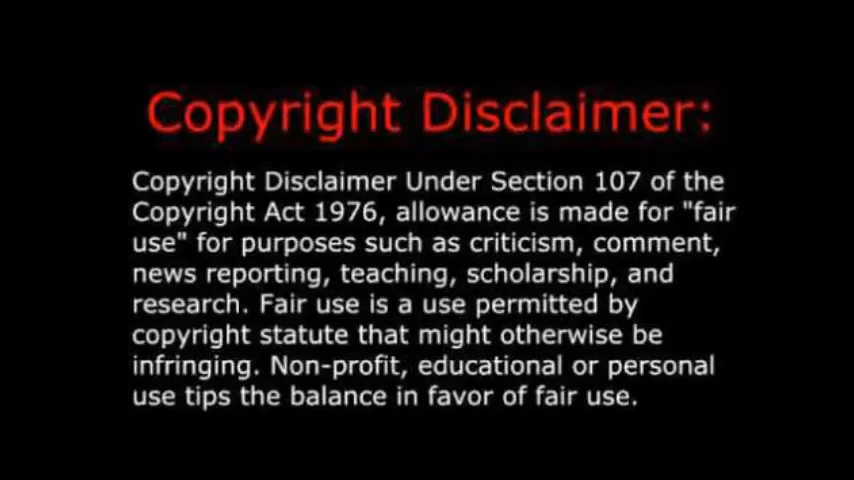 Copyright Disclaimer:
Copyright Disclaimer Under Section 107 of the
Copyright Act 1976, allowance is made for "fair
use" for purposes such as criticism, comment,
news reporting, teaching, scholarship, and
research. Fair use is a use permitted by
copyright statute that might otherwise be
infringing. Non-profit, educational or personal
use tips the balance in favor of fair use.